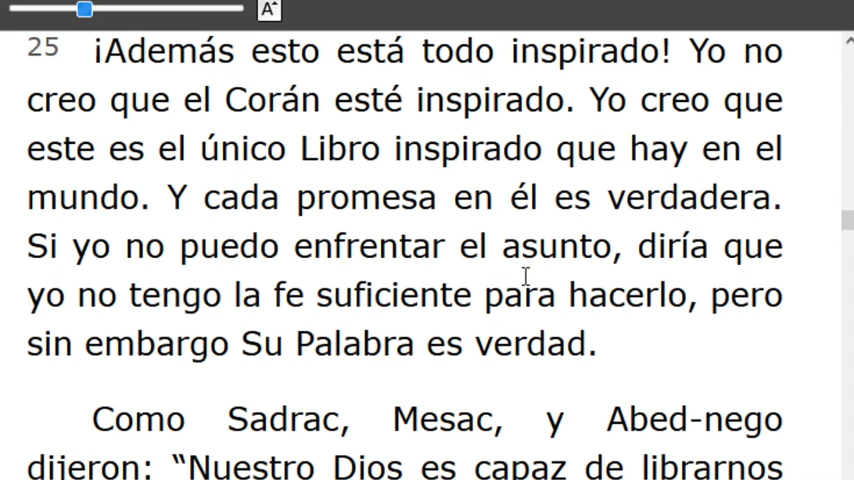 A
25 ¡Además esto está todo inspirado! Yo no
creo que el Corán esté inspirado. Yo creo que
este es el único Libro inspirado que hay en el
mundo. Y cada promesa en él es verdadera.
Si yo no puedo enfrentar el asunto, diría que
yo no tengo la fe suficiente para hacerlo, pero
sin embargo Su Palabra es verdad.
Como Sadrac, Mesac, y Abed-nego
dijeron: “Nuestro Dios es capaz de librarnos